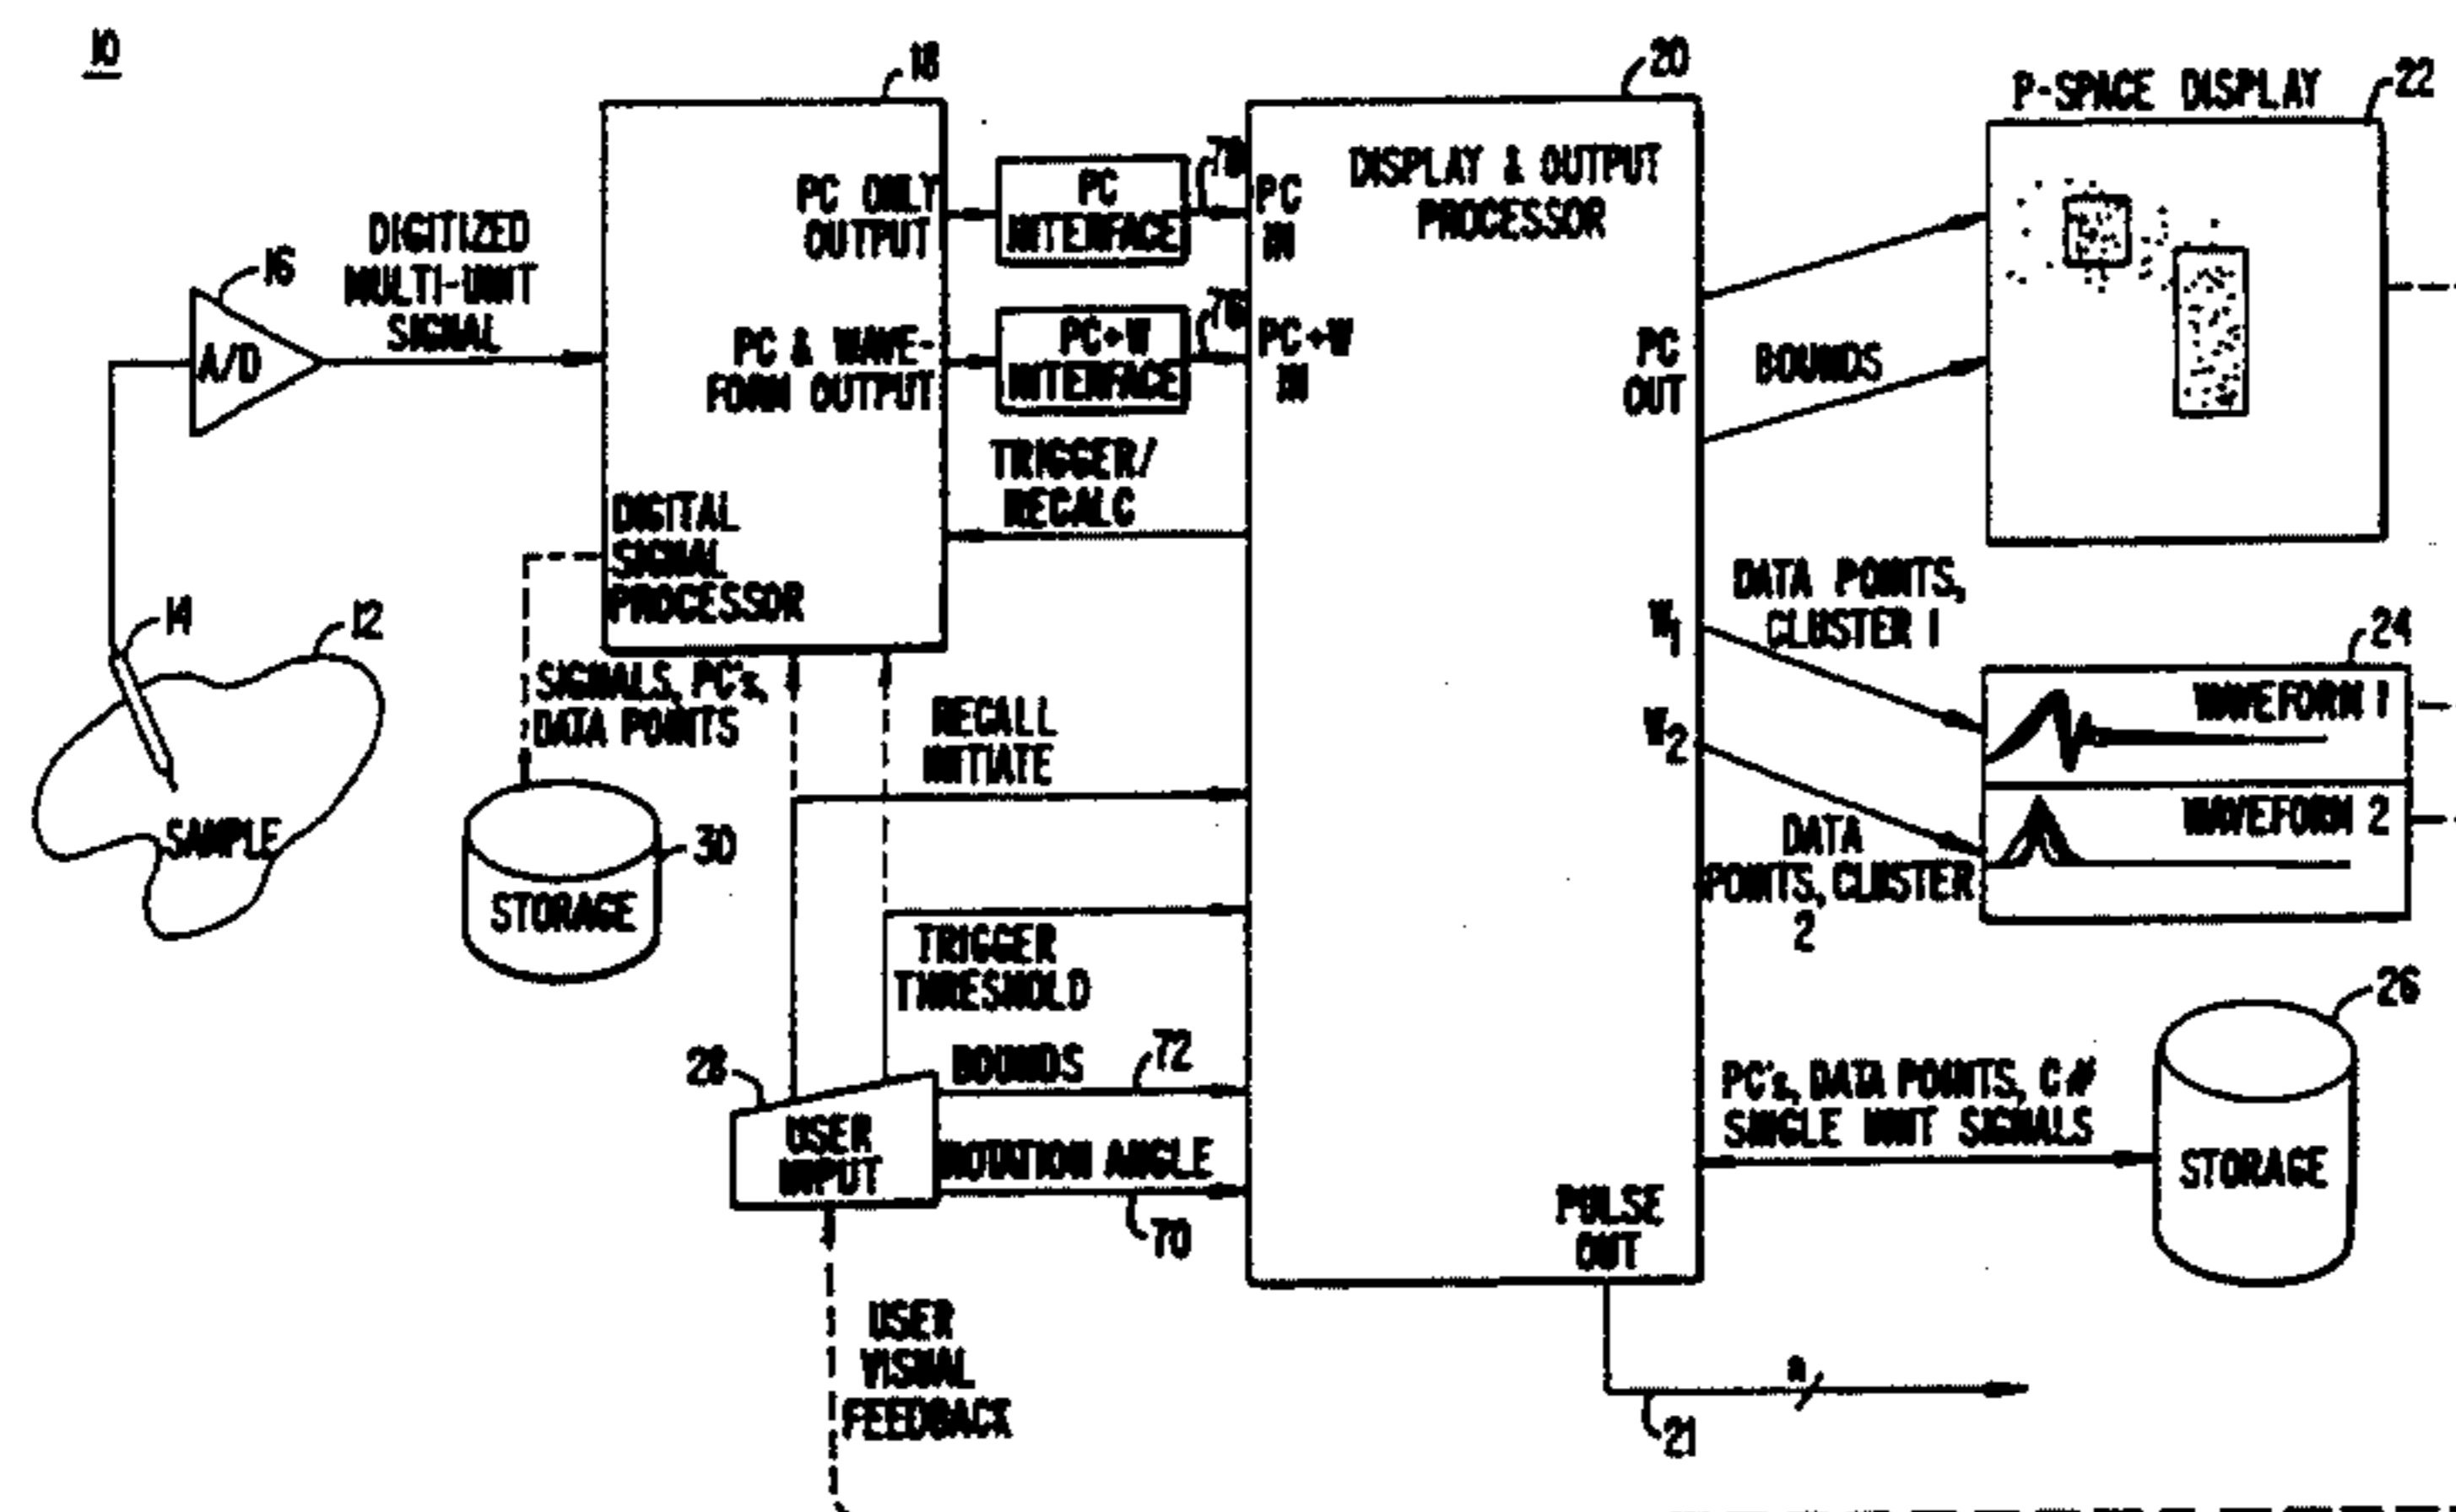 10
18
20
P-SPACE DISPLAY
22
DIGITIZED
MULTI-UNIT
SIGNAL
16
A/D
PC ONLY
OUTPUT
PC
INTERFACE
PC
IN
DISPLAY & OUTPUT
PROCESSOR
PC & WAVE-
FORM OUTPUT
PC+W
INTERFACE
76
PC+W
IN
PC
OUT
BOUNDS
TRIGGER/
RECALC
DIGITAL
SIGNAL
PROCESSOR
14
12
SAMPLE
SIGNALS, PC's,
DATA POINTS
30
STORAGE
RECALL
INITIATE
TRIGGER
THRESHOLD
W1
DATA POINTS,
CLUSTER 1
W2
DATA
POINTS, CLUSTER
2
24
WAVEFORM 1
WAVEFORM 2
28
USER
INPUT
BOUNDS
72
ROTATION ANGLE
70
26
PC's, DATA POINTS, C#
SINGLE UNIT SIGNALS
STORAGE
PULSE
OUT
n
21
USER
VISUAL
FEEDBACK